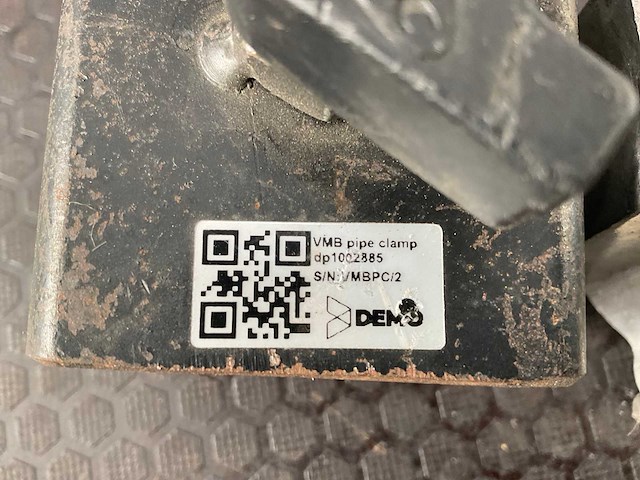 VMB pipe clamp
dp1002885
S/N:VMBPC/2
DEMO